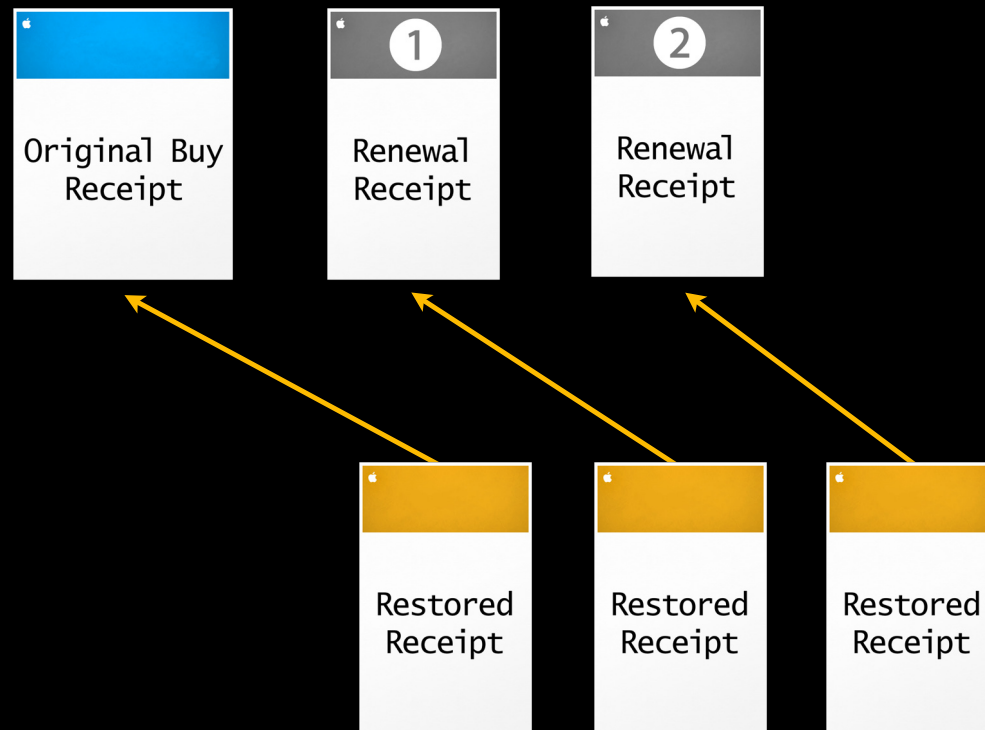 Original Buy
Receipt
1
Renewal
Receipt
2
Renewal
Receipt
Restored
Receipt
Restored
Receipt
Restored
Receipt